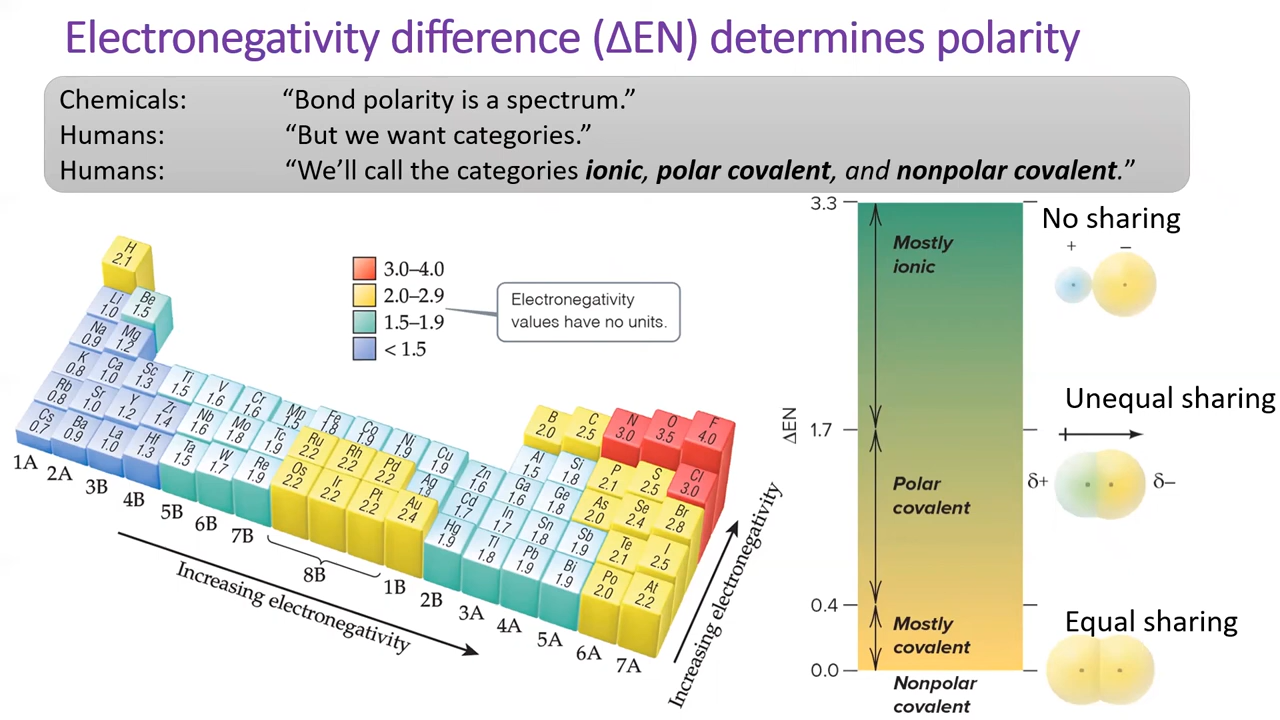 Electronegativity difference (ΔEN) determines polarity
Chemicals: “Bond polarity is a spectrum.”
Humans: “But we want categories.”
Humans: “We’ll call the categories ionic, polar covalent, and nonpolar covalent.”
H
2.1
Li
1.0
Be
1.5
Na
0.9
Mg
1.2
K
0.8
Ca
1.0
Sc
1.3
Ti
1.5
V
1.6
Cr
1.6
Mn
1.5
Fe
1.8
Co
1.9
Ni
1.9
Cu
1.9
Zn
1.6
Ga
1.6
Ge
1.8
As
2.0
Se
2.4
Br
2.8
Rb
0.8
Sr
1.0
Y
1.2
Zr
1.4
Nb
1.6
Mo
1.8
Tc
1.9
Ru
2.2
Rh
2.2
Pd
2.2
Ag
1.9
Cd
1.7
In
1.7
Sn
1.8
Sb
1.9
Te
2.1
I
2.5
Cs
0.7
Ba
0.9
La
1.0
Hf
1.3
Ta
1.5
W
1.7
Re
1.9
Os
2.2
Ir
2.2
Pt
2.2
Au
2.4
Hg
1.9
Tl
1.8
Pb
1.9
Bi
1.9
Po
2.0
At
2.2
B
2.0
C
2.5
N
3.0
O
3.5
F
4.0
Al
1.5
Si
1.8
P
2.1
S
2.5
Cl
3.0
1A
2A
3B
4B
5B
6B
7B
8B
1B
2B
3A
4A
5A
6A
7A
Increasing electronegativity
Increasing electronegativity
3.0–4.0
2.0–2.9
1.5–1.9
< 1.5
Electronegativity
values have no units.
ΔEN
3.3
1.7
0.4
0.0
Mostly
ionic
Polar
covalent
Mostly
covalent
Nonpolar
covalent
No sharing
+ −
Unequal sharing
δ+ δ−
Equal sharing